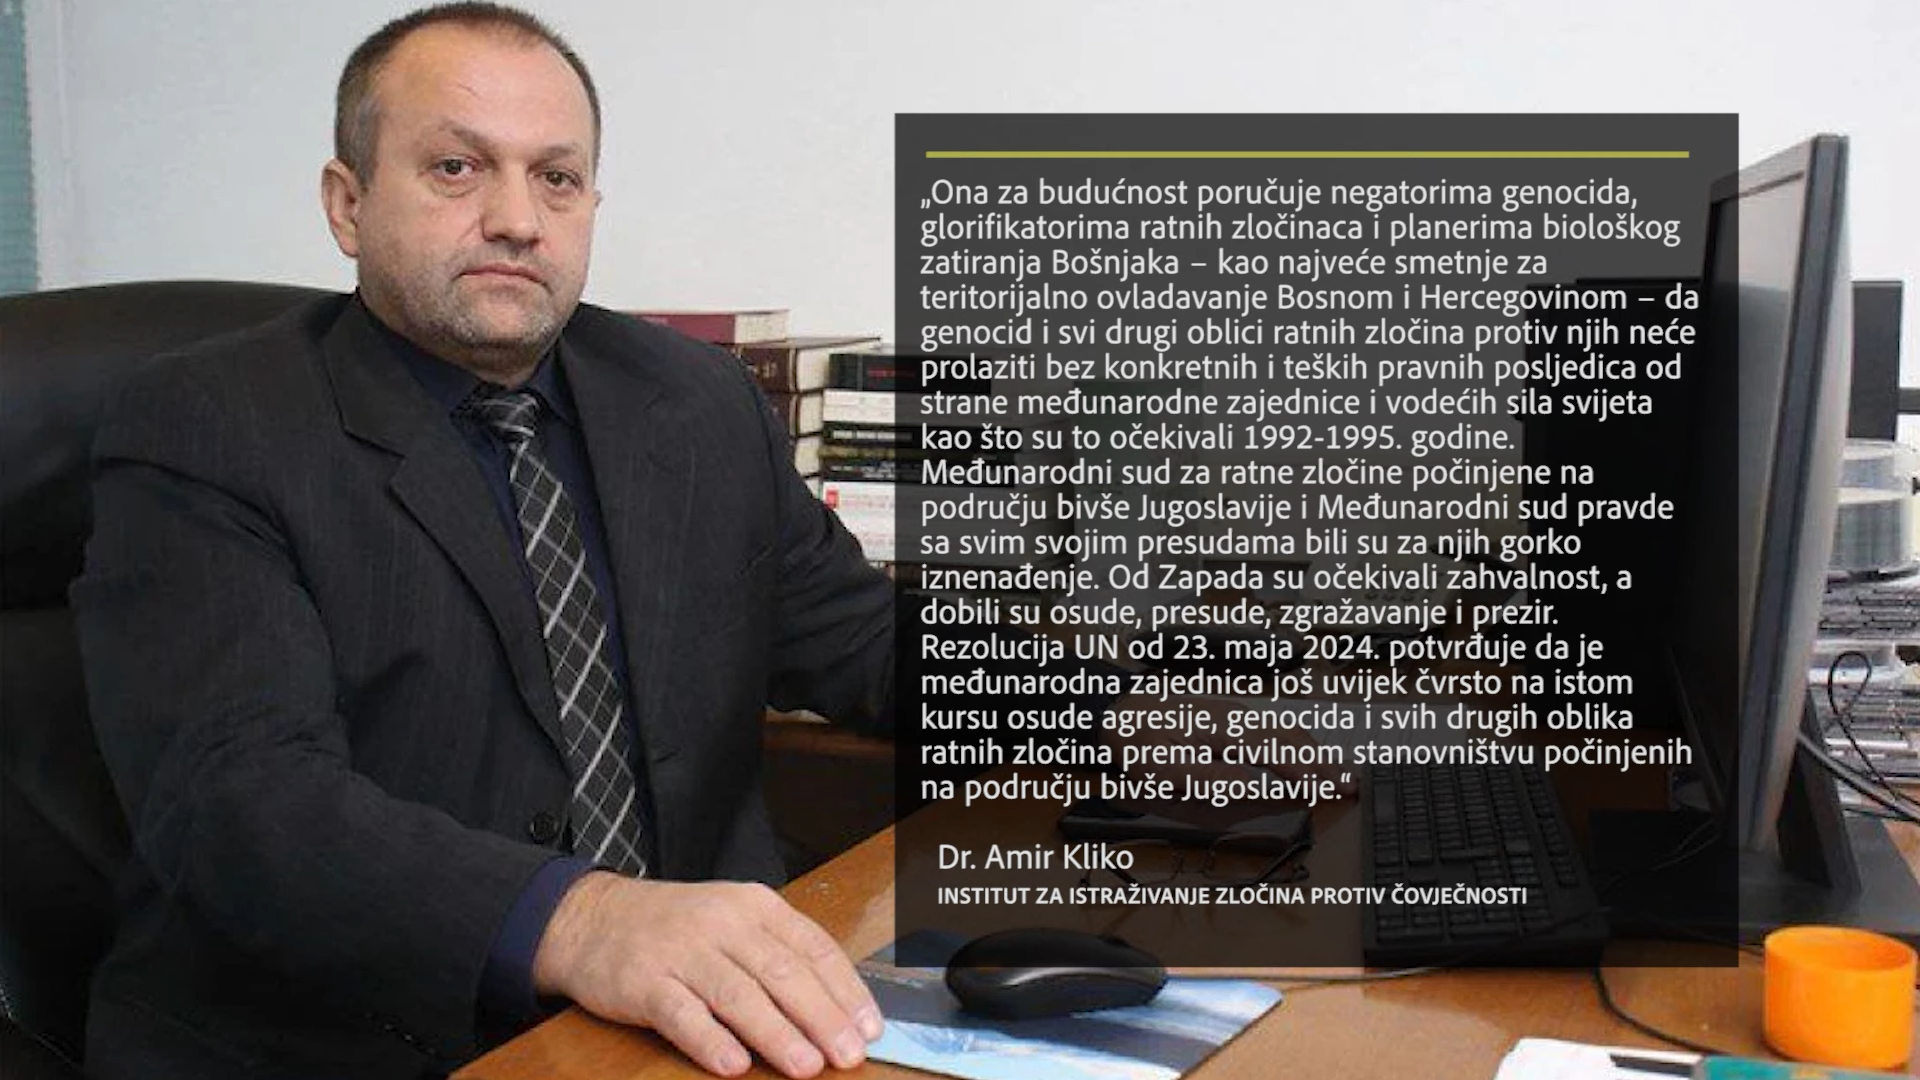 „Ona za budućnost poručuje negatorima genocida,
glorifikatorima ratnih zločinaca i planerima biološkog
zatiranja Bošnjaka – kao najveće smetnje za
teritorijalno ovladavanje Bosnom i Hercegovinom – da
genocid i svi drugi oblici ratnih zločina protiv njih neće
prolaziti bez konkretnih i teških pravnih posljedica od
strane međunarodne zajednice i vodećih sila svijeta
kao što su to očekivali 1992-1995. godine.
Međunarodni sud za ratne zločine počinjene na
području bivše Jugoslavije i Međunarodni sud pravde
sa svim svojim presudama bili su za njih gorko
iznenađenje. Od Zapada su očekivali zahvalnost, a
dobili su osude, presude, zgražavanje i prezir.
Rezolucija UN od 23. maja 2024. potvrđuje da je
međunarodna zajednica još uvijek čvrsto na istom
kursu osude agresije, genocida i svih drugih oblika
ratnih zločina prema civilnom stanovništvu počinjenih
na području bivše Jugoslavije.“
Dr. Amir Kliko
INSTITUT ZA ISTRAŽIVANJE ZLOČINA PROTIV ČOVJEČNOSTI